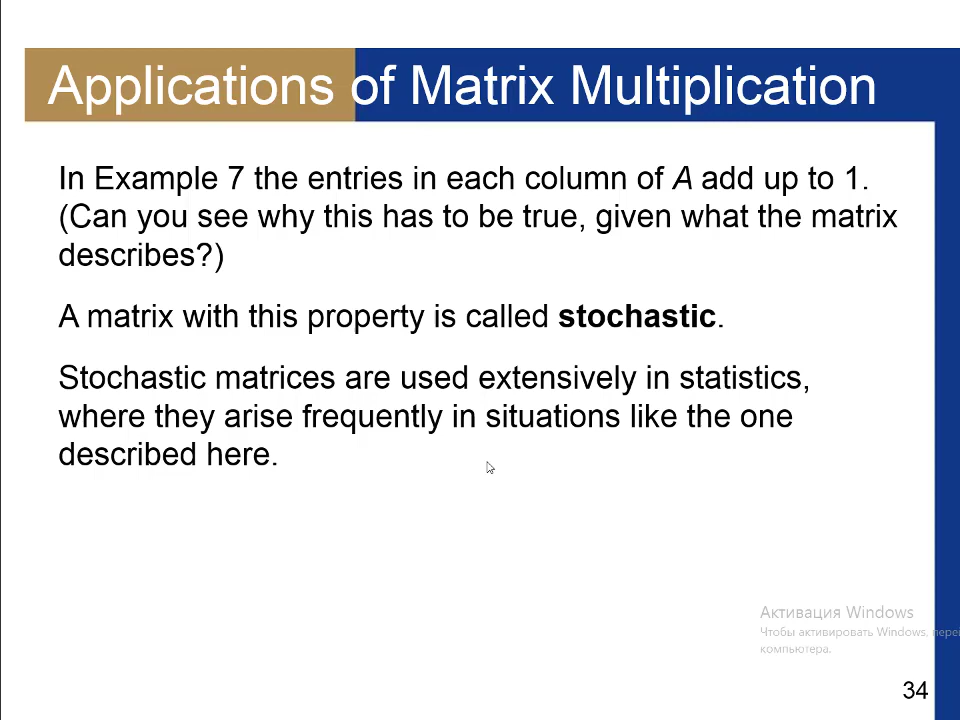 Applications of Matrix Multiplication
In Example 7 the entries in each column of A add up to 1.
(Can you see why this has to be true, given what the matrix
describes?)
A matrix with this property is called stochastic.
Stochastic matrices are used extensively in statistics,
where they arise frequently in situations like the one
described here.
Активация Windows
Чтобы активировать Windows,
компьютера.
34